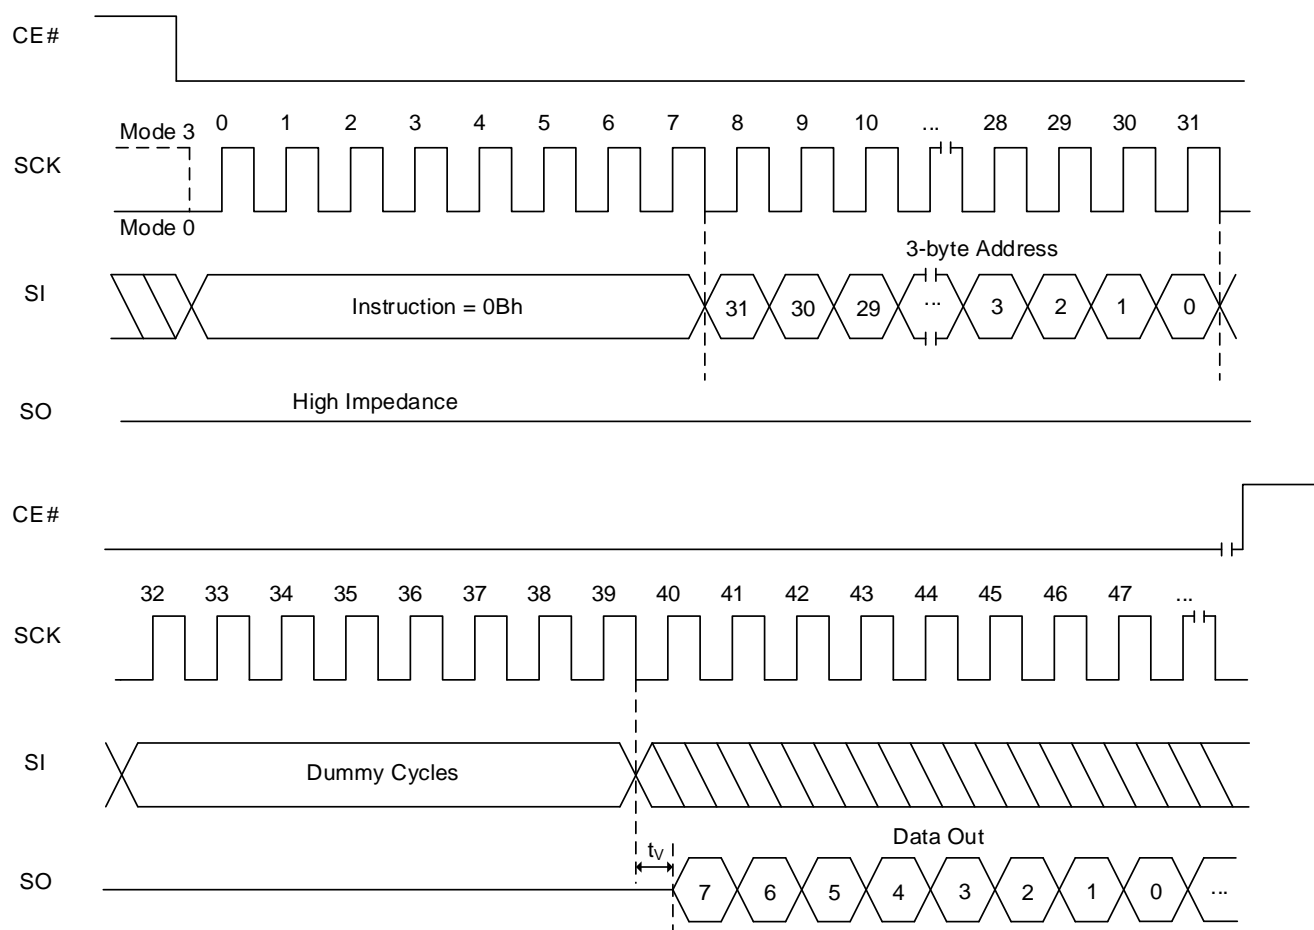 CE#
Mode 3 0 1 2 3 4 5 6 7 8 9 10 ... 28 29 30 31
SCK
Mode 0
3-byte Address
SI Instruction = 0Bh 31 30 29 ... 3 2 1 0
SO High Impedance
CE#
32 33 34 35 36 37 38 39 40 41 42 43 44 45 46 47 ...
SCK
SI Dummy Cycles
Data Out
tV
SO 7 6 5 4 3 2 1 0 ...